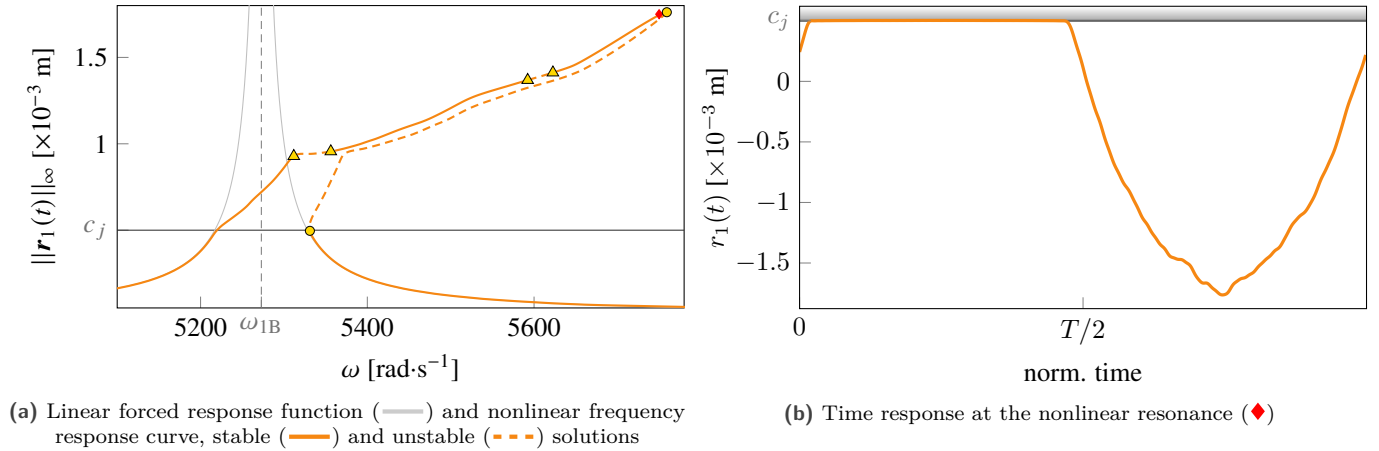 1.5
1
c_j
||r_1(t)||_∞ [×10^{−3} m]
5200
ω_{1B}
5400
5600
ω [rad·s^{−1}]
(a) Linear forced response function (——) and nonlinear frequency
response curve, stable (——) and unstable (- - -) solutions
c_j
0
−0.5
−1
−1.5
r_1(t) [×10^{−3} m]
0
T/2
norm. time
(b) Time response at the nonlinear resonance (♦)